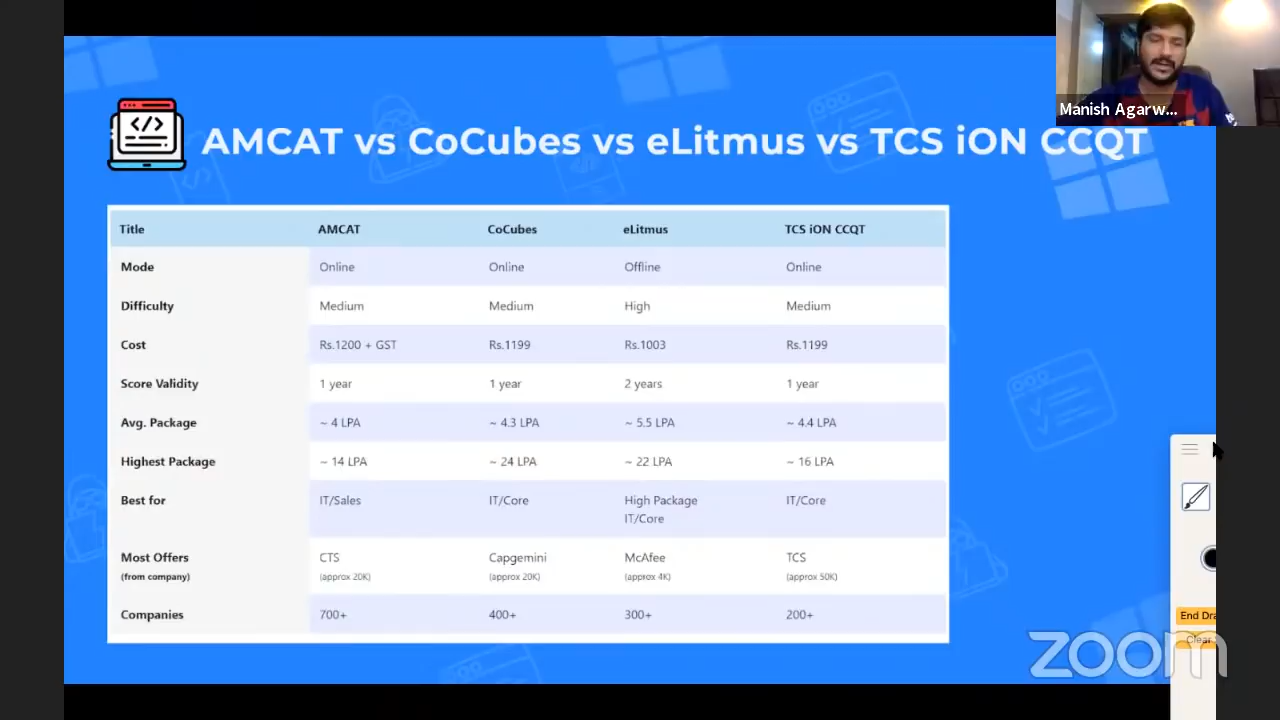 Manish Agarw...
AMCAT vs CoCubes vs eLitmus vs TCS iON CCQT
Title AMCAT CoCubes eLitmus TCS iON CCQT
Mode Online Online Offline Online
Difficulty Medium Medium High Medium
Cost Rs.1200 + GST Rs.1199 Rs.1003 Rs.1199
Score Validity 1 year 1 year 2 years 1 year
Avg. Package ~ 4 LPA ~ 4.3 LPA ~ 5.5 LPA ~ 4.4 LPA
Highest Package ~ 14 LPA ~ 24 LPA ~ 22 LPA ~ 16 LPA
Best for IT/Sales IT/Core High Package IT/Core
IT/Core
Most Offers CTS Capgemini McAfee TCS
(from company) (approx 20K) (approx 20K) (approx 4K) (approx 50K)
Companies 700+ 400+ 300+ 200+
End Dra
Clear
zoom